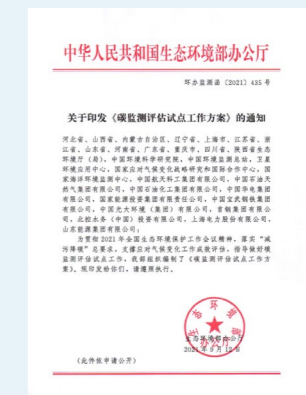 中华人民共和国生态环境部办公厅
环办监测函〔2021〕435号
关于印发《碳监测评估试点工作方案》的通知
河北省、山西省、内蒙古自治区、辽宁省、上海市、江苏省、浙
江省、山东省、河南省、广东省、重庆市、四川省、陕西省生态
环境厅（局），中国环境科学研究院，中国环境监测总站，卫星
环境应用中心，国家应对气候变化战略研究和国际合作中心，国
家海洋环境监测中心，中国航天科工集团有限公司，中国石油天
然气集团有限公司，中国石油化工集团有限公司，中国华电集团
有限公司，国家能源投资集团有限责任公司，中国宝武钢铁集团
有限公司，中国光大环境（集团）有限公司，首钢集团有限公
司，北控水务（中国）投资有限公司，上海电力股份有限公司，
山东能源集团有限公司：
为贯彻2021年全国生态环境保护工作会议精神，落实“减
污降碳”总要求，支撑应对气候变化工作成效评估，指导做好碳
监测评估试点工作，我部组织编制了《碳监测评估试点工作方
案》。现印发给你们，请遵照执行。
生态环境部办公厅
2021年9月12日
（此件依申请公开）